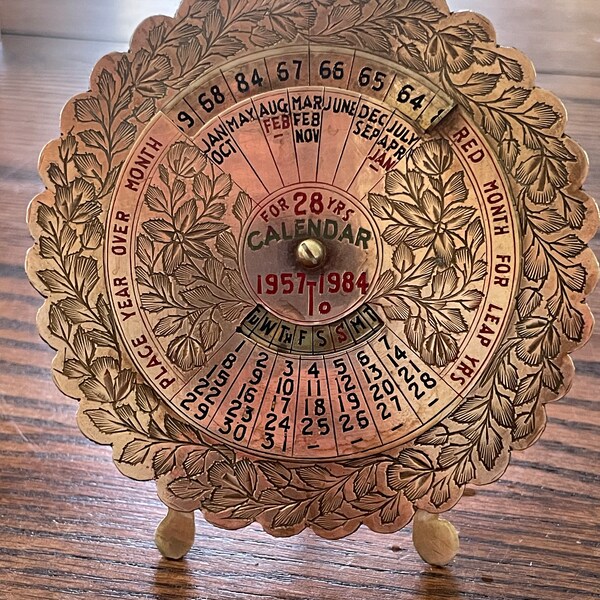 9 68 84 67 66 65 64
JAN MAY AUG MAR JUNE DEC JULY
OCT FEB FEB SEP APR
NOV JAN
PLACE YEAR OVER MONTH
RED MONTH FOR LEAP YRS
FOR 28 YRS
CALENDAR
1957 TO 1984
W TH F S S M T
1 2 3 4 5 6 7
8 9 10 11 12 13 14
15 16 17 18 19 20 21
22 23 24 25 26 27 28
29 30 31